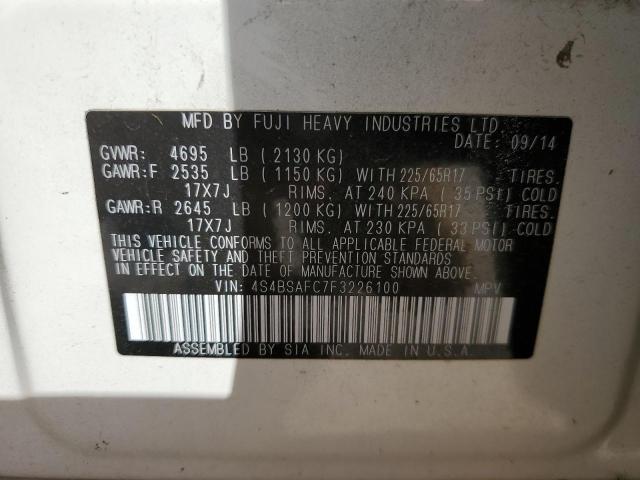 MFD BY FUJI HEAVY INDUSTRIES LTD.
DATE: 09/14
GVWR: 4695 LB ( 2130 KG)
GAWR:F 2535 LB ( 1150 KG) WITH 225/65R17 TIRES.
17X7J RIMS. AT 240 KPA ( 35 PSI) COLD
GAWR:R 2645 LB ( 1200 KG) WITH 225/65R17 TIRES.
17X7J RIMS. AT 230 KPA ( 33 PSI) COLD
THIS VEHICLE CONFORMS TO ALL APPLICABLE FEDERAL MOTOR
VEHICLE SAFETY AND THEFT PREVENTION STANDARDS
IN EFFECT ON THE DATE OF MANUFACTURE SHOWN ABOVE.
VIN: 4S4BSAFC7F3226100 MPV
ASSEMBLED BY SIA INC. MADE IN U.S.A